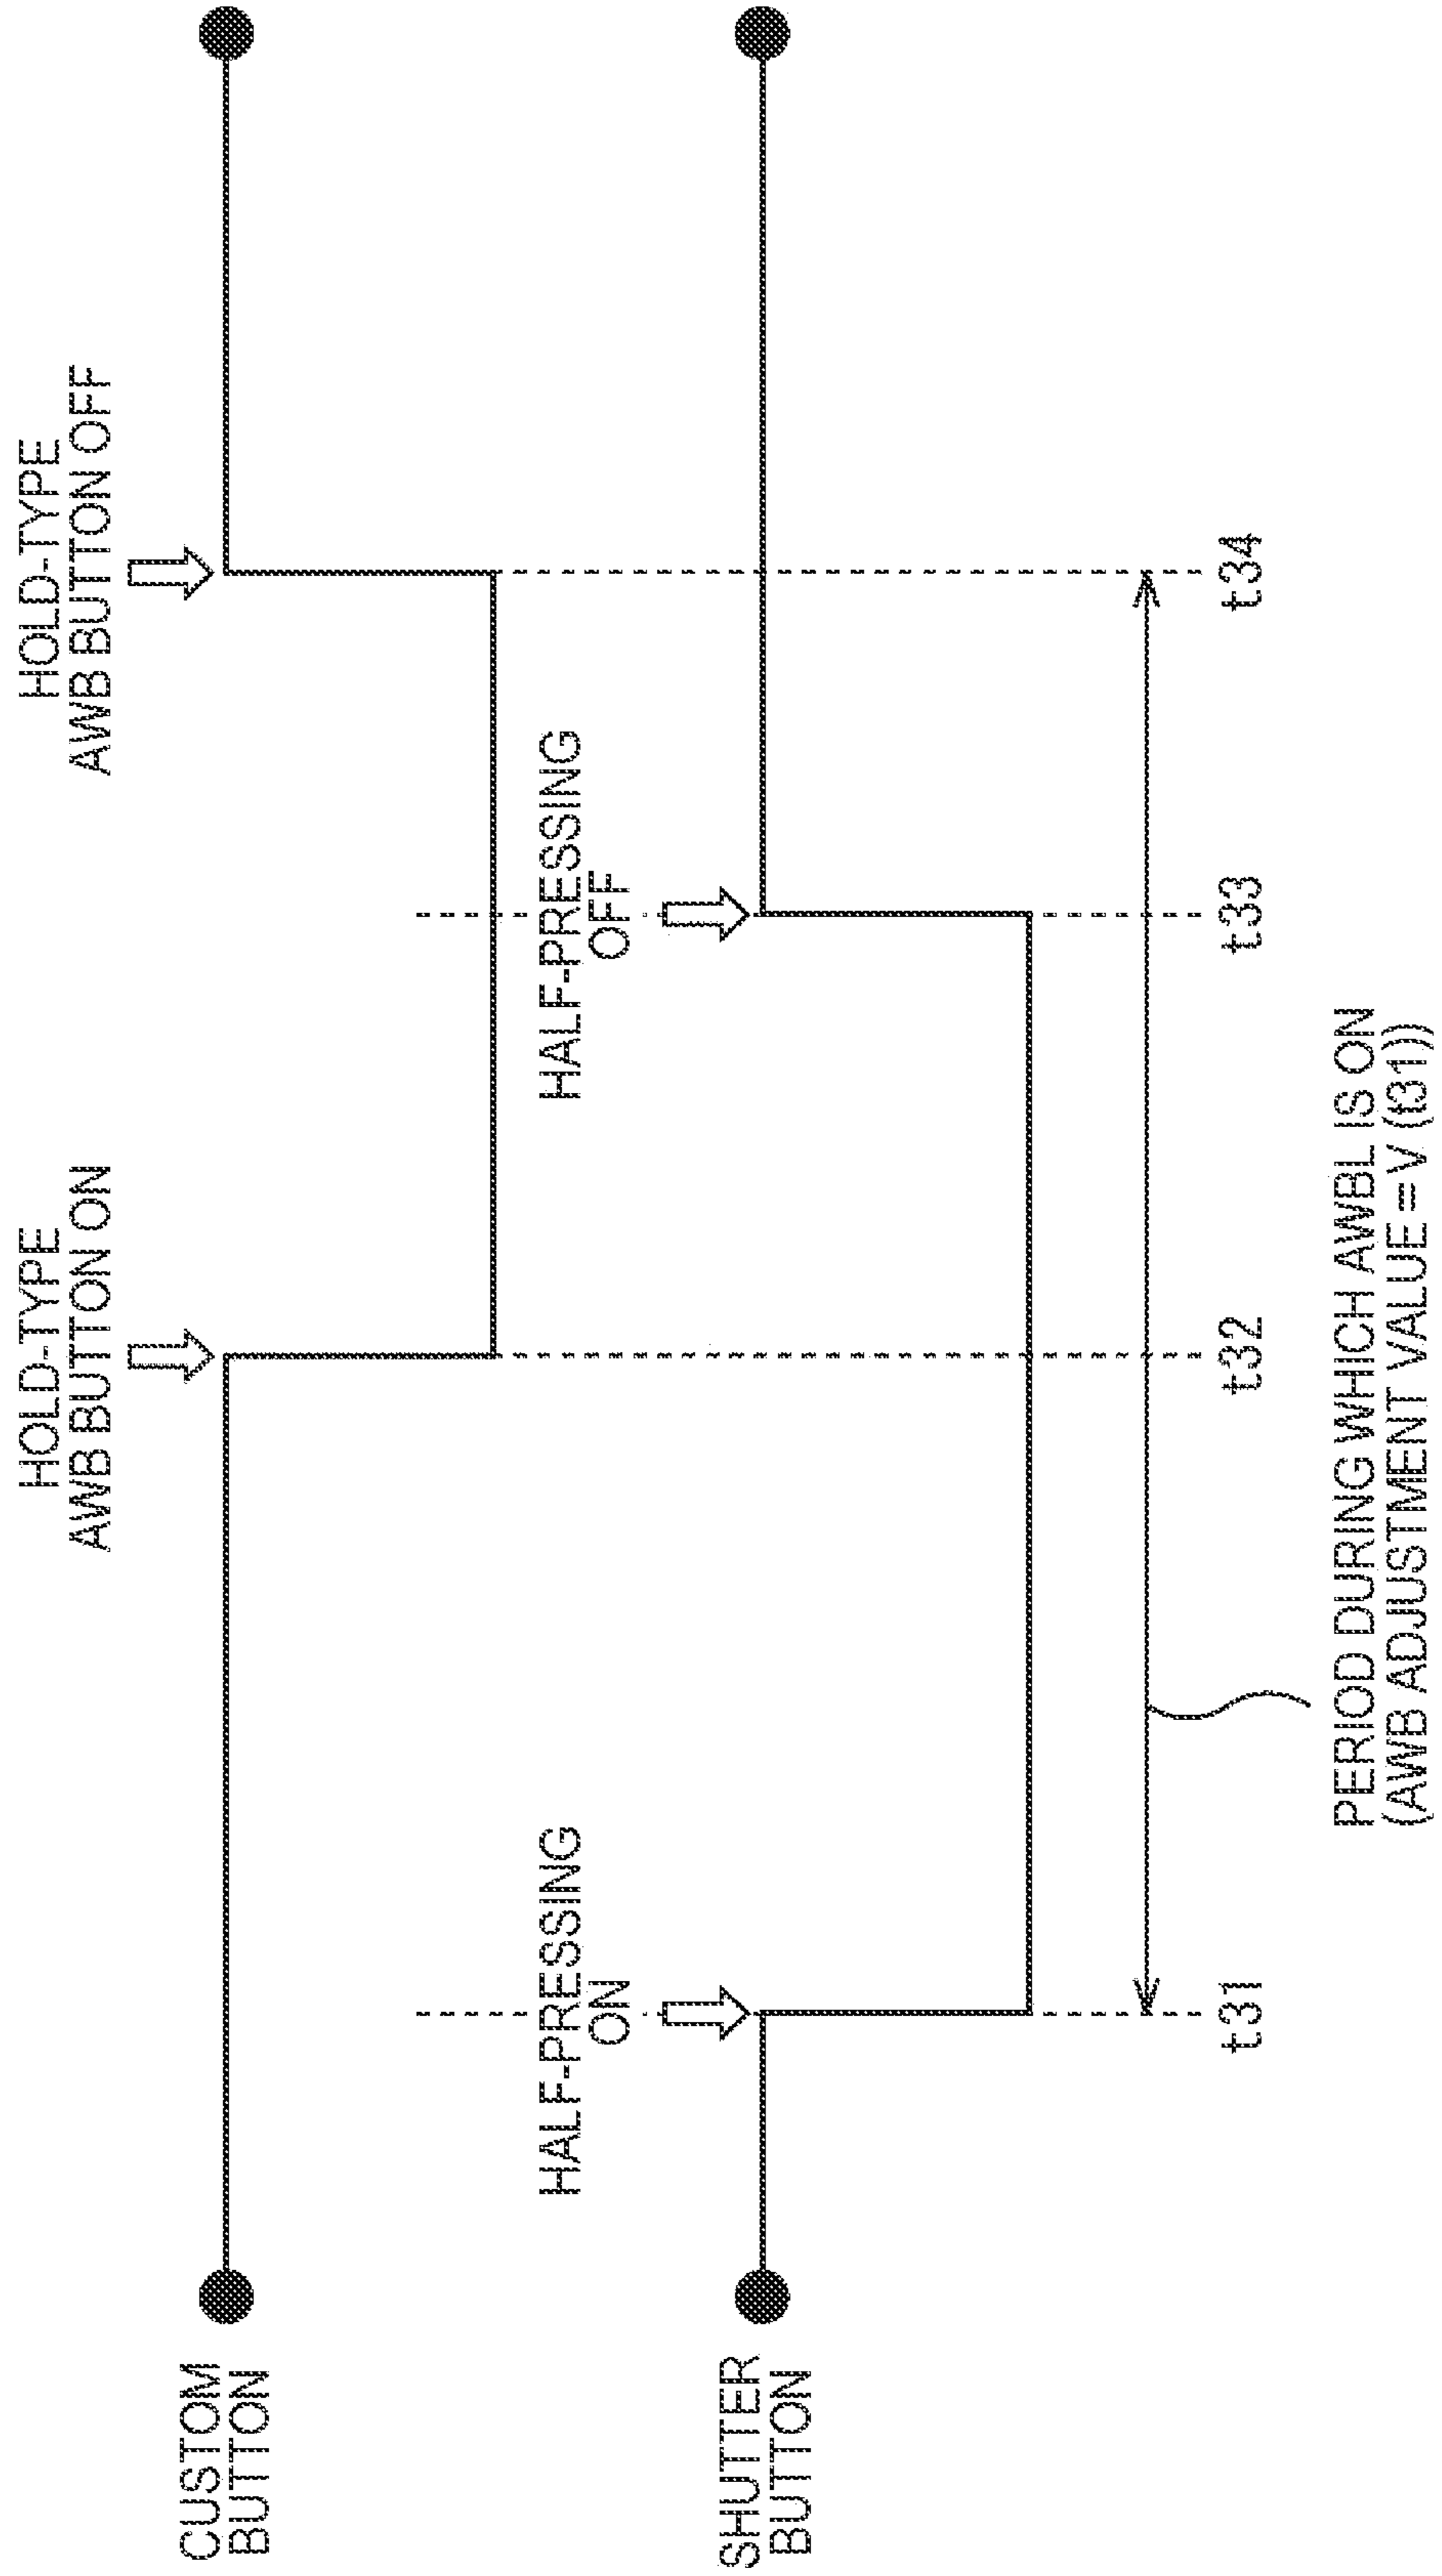 HOLD-TYPE
AWB BUTTON ON
HOLD-TYPE
AWB BUTTON OFF
CUSTOM
BUTTON
HALF-PRESSING
ON
HALF-PRESSING
OFF
SHUTTER
BUTTON
t31
t32
t33
t34
PERIOD DURING WHICH AWBL IS ON
(AWB ADJUSTMENT VALUE = V (t31))